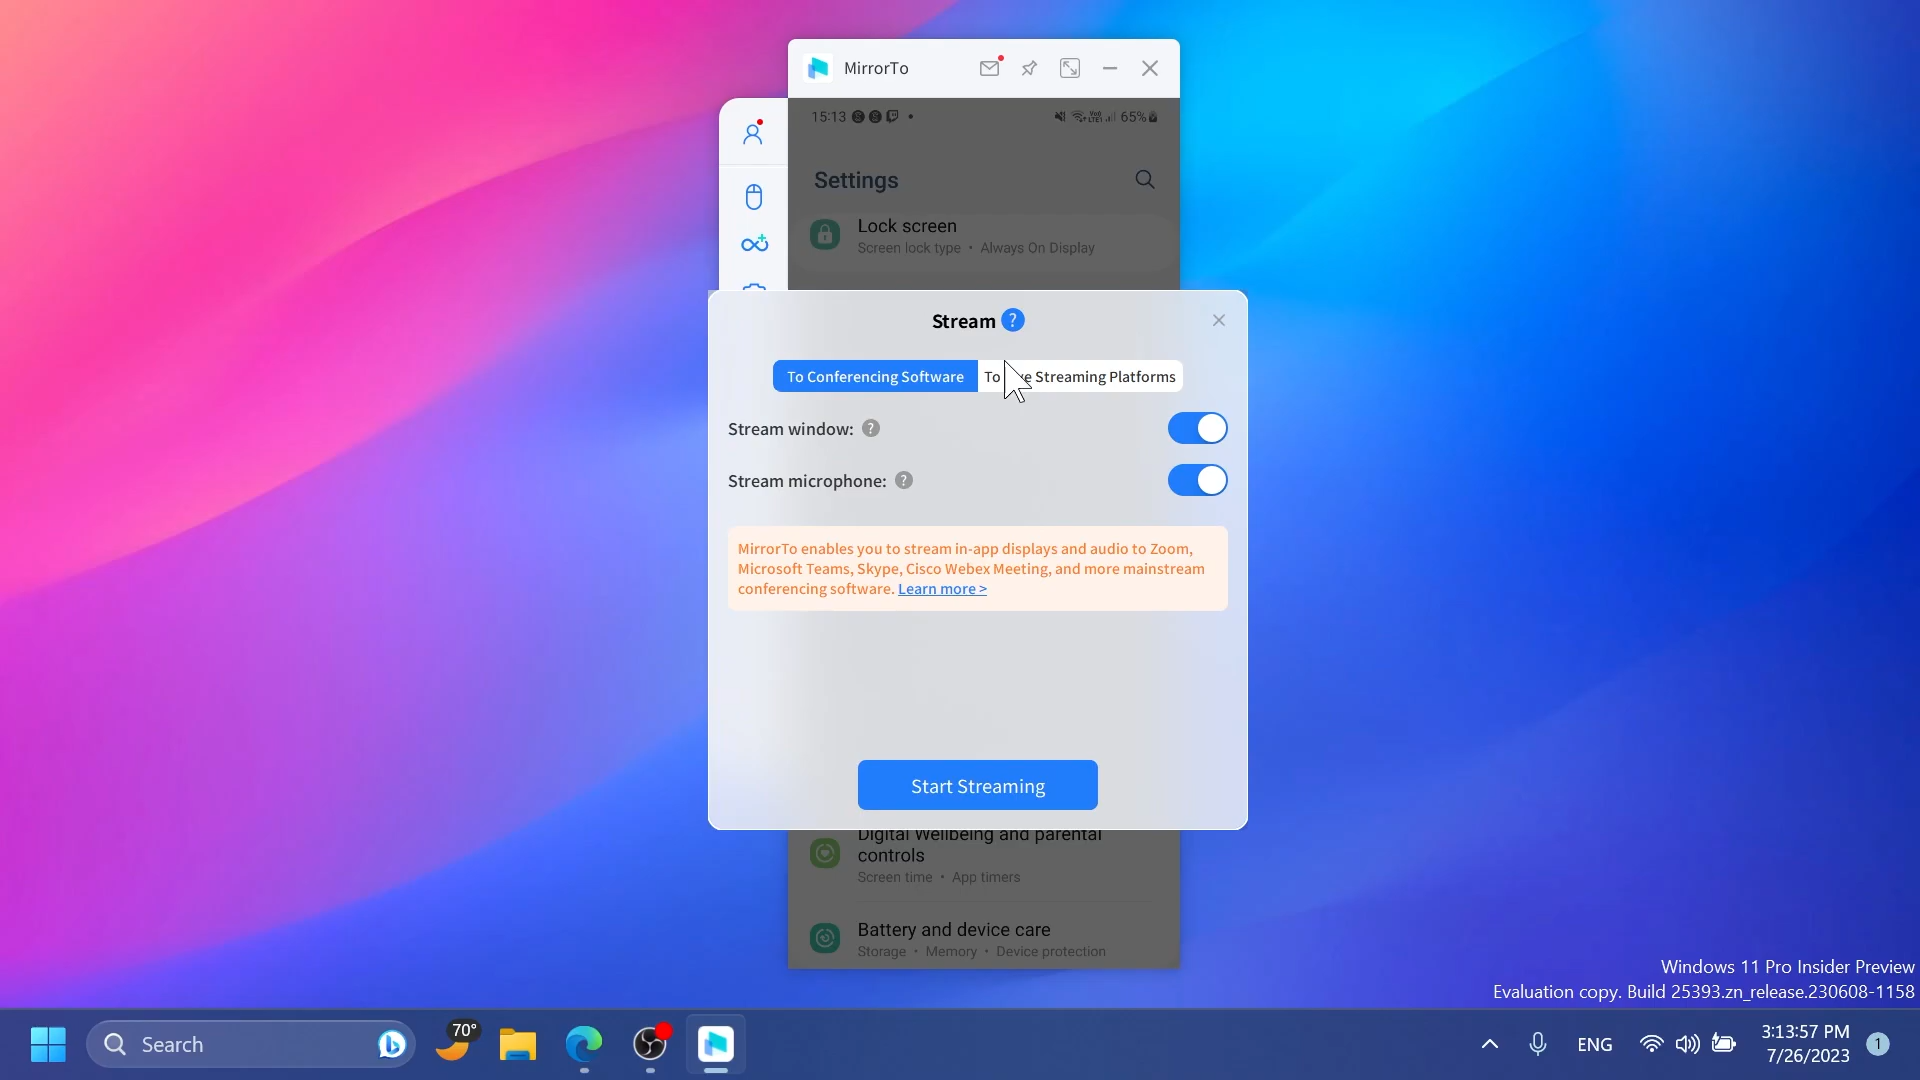 MirrorTo
15:13
65%
Settings
Lock screen
Screen lock type • Always On Display
Stream ?
To Conferencing Software
To Streaming Platforms
Stream window: ?
Stream microphone: ?
MirrorTo enables you to stream in-app displays and audio to Zoom,
Microsoft Teams, Skype, Cisco Webex Meeting, and more mainstream
conferencing software. Learn more >
Start Streaming
Digital Wellbeing and parental
controls
Screen time • App timers
Battery and device care
Storage • Memory • Device protection
Windows 11 Pro Insider Preview
Evaluation copy. Build 25393.zn_release.230608-1158
Search
70°
ENG
3:13:57 PM
7/26/2023
1